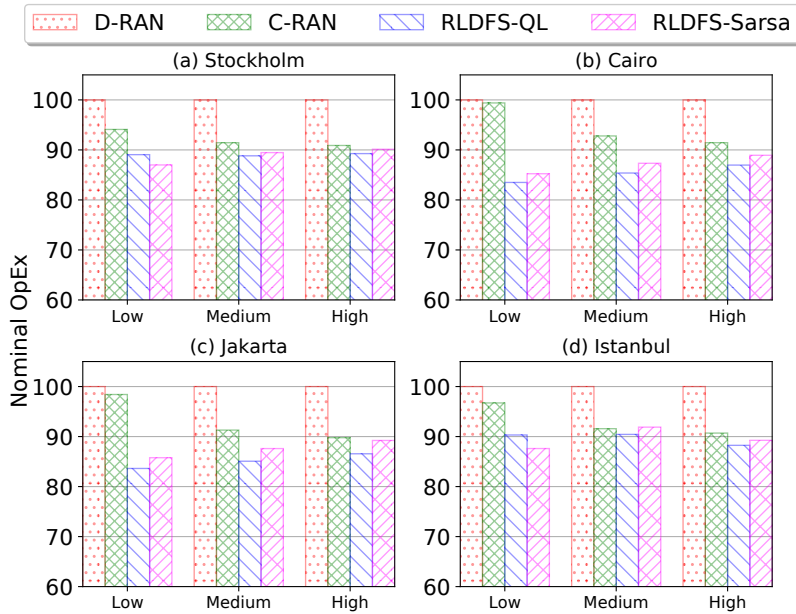 D-RAN C-RAN RLDFS-QL RLDFS-Sarsa
(a) Stockholm
(b) Cairo
100
90
80
70
60
Low Medium High
100
90
80
70
60
Low Medium High
Nominal OpEx
(c) Jakarta
(d) Istanbul
100
90
80
70
60
Low Medium High
100
90
80
70
60
Low Medium High